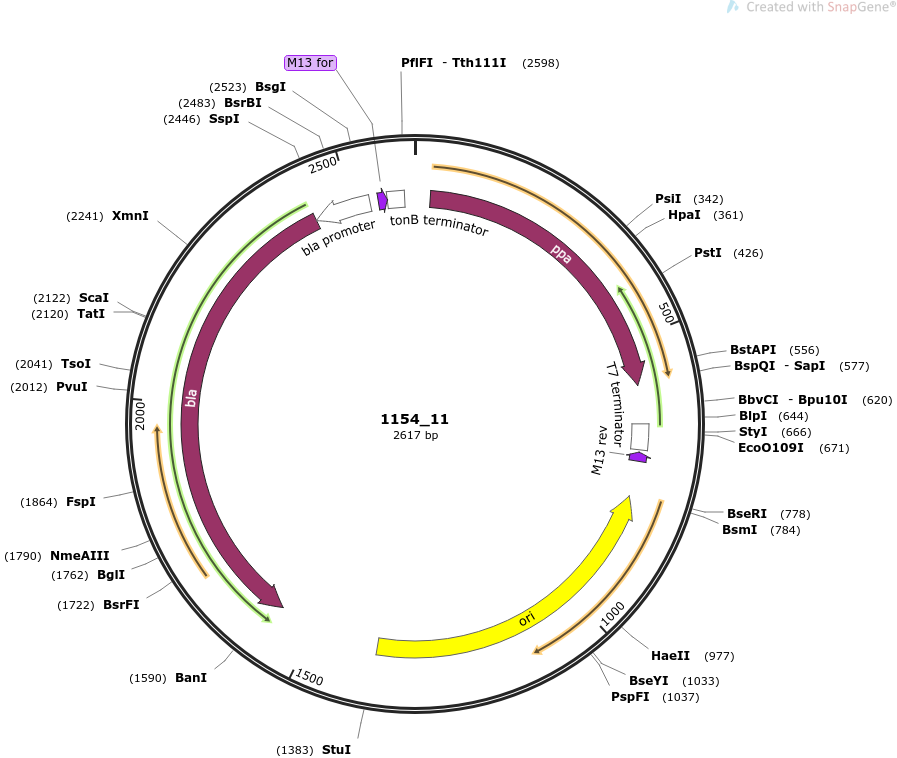 Created with SnapGene®
M13 for
PflFI - Tth111I (2598)
(2523) BsgI
(2483) BsrBI
(2446) SspI
2500
(2241) XmnI
PsiI (342)
HpaI (361)
PstI (426)
bla promoter
tonB terminator
ppa
500
(2122) ScaI
(2120) TatI
(2041) TsoI
(2012) PvuI
BstAPI (556)
BspQI - SapI (577)
BbvCI - Bpu10I (620)
BlpI (644)
StyI (666)
EcoO109I (671)
T7 terminator
M13 rev
bla
2000
1154_11
2617 bp
(1864) FspI
(1790) NmeAIII
(1762) BglI
(1722) BsrFI
BseRI (778)
BsmI (784)
ori
1000
HaeII (977)
BseYI (1033)
PspFI (1037)
(1590) BanI
1500
(1383) StuI